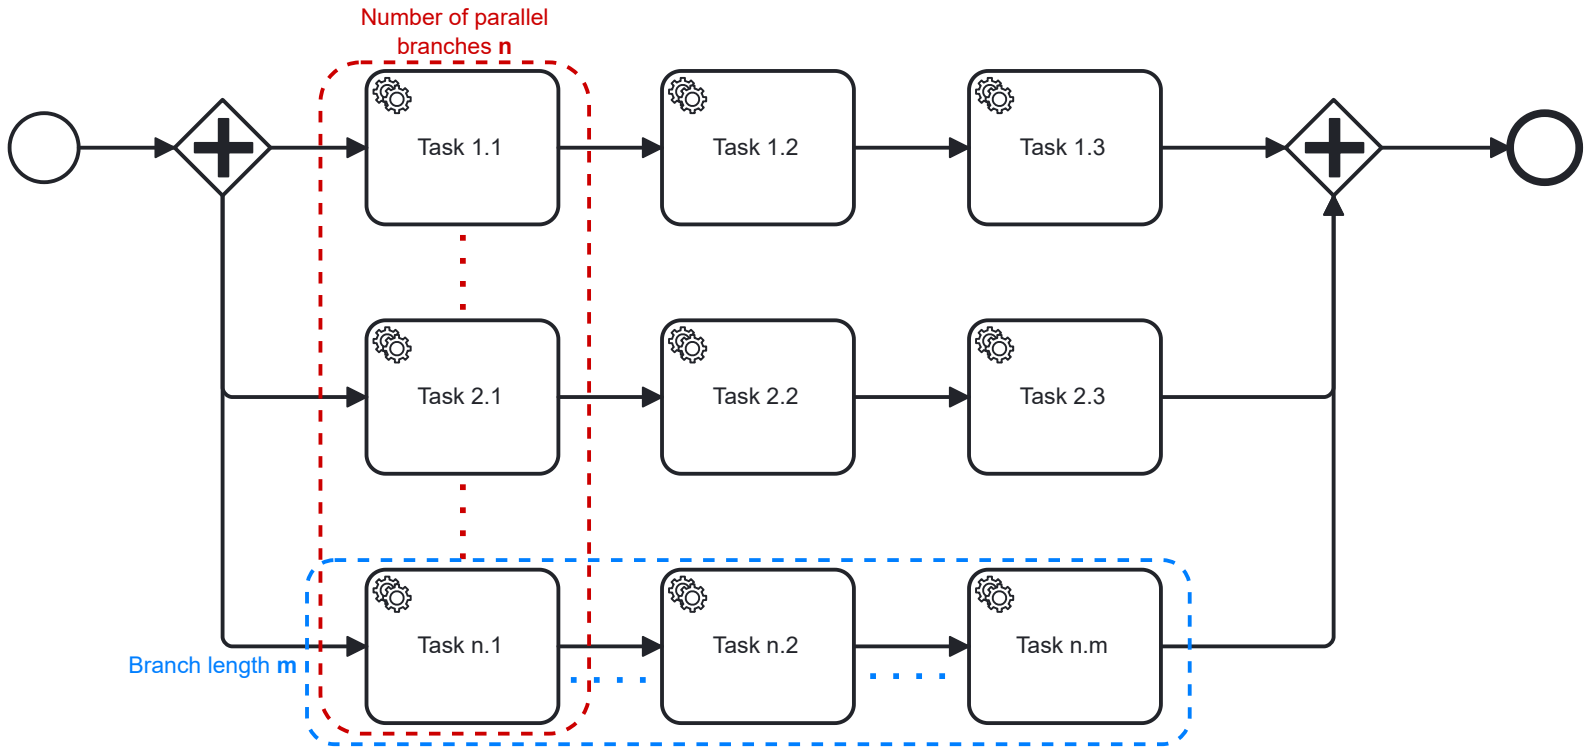 Number of parallel
branches n
Task 1.1
Task 1.2
Task 1.3
Task 2.1
Task 2.2
Task 2.3
Task n.1
Task n.2
Task n.m
Branch length m